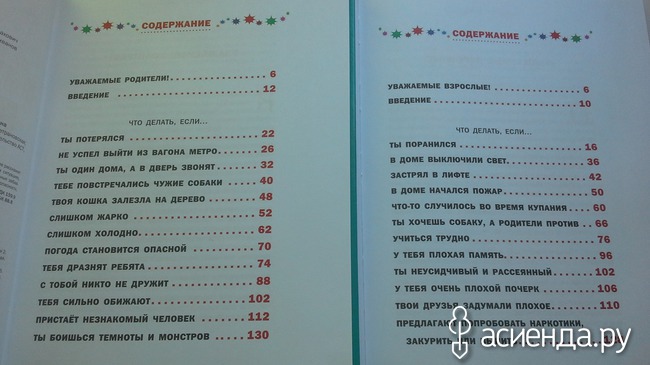 СОДЕРЖАНИЕ
УВАЖАЕМЫЕ РОДИТЕЛИ! 6
ВВЕДЕНИЕ 12
ЧТО ДЕЛАТЬ, ЕСЛИ...
ТЫ ПОТЕРЯЛСЯ 22
НЕ УСПЕЛ ВЫЙТИ ИЗ ВАГОНА МЕТРО 26
ТЫ ОДИН ДОМА, А В ДВЕРЬ ЗВОНЯТ 32
ТЕБЕ ПОВСТРЕЧАЛИСЬ ЧУЖИЕ СОБАКИ 40
ТВОЯ КОШКА ЗАЛЕЗЛА НА ДЕРЕВО 48
СЛИШКОМ ЖАРКО 52
СЛИШКОМ ХОЛОДНО 62
ПОГОДА СТАНОВИТСЯ ОПАСНОЙ 70
ТЕБЯ ДРАЗНЯТ РЕБЯТА 74
С ТОБОЙ НИКТО НЕ ДРУЖИТ 88
ТЕБЯ СИЛЬНО ОБИЖАЮТ 102
ПРИСТАЁТ НЕЗНАКОМЫЙ ЧЕЛОВЕК 112
ТЫ БОИШЬСЯ ТЕМНОТЫ И МОНСТРОВ 130
СОДЕРЖАНИЕ
УВАЖАЕМЫЕ ВЗРОСЛЫЕ! 6
ВВЕДЕНИЕ 10
ЧТО ДЕЛАТЬ, ЕСЛИ...
ТЫ ПОРАНИЛСЯ 16
В ДОМЕ ВЫКЛЮЧИЛИ СВЕТ 36
ЗАСТРЯЛ В ЛИФТЕ 42
В ДОМЕ НАЧАЛСЯ ПОЖАР 50
ЧТО-ТО СЛУЧИЛОСЬ ВО ВРЕМЯ КУПАНИЯ 60
ТЫ ХОЧЕШЬ СОБАКУ, А РОДИТЕЛИ ПРОТИВ 66
УЧИТЬСЯ ТРУДНО 76
У ТЕБЯ ПЛОХАЯ ПАМЯТЬ 96
ТЫ НЕУСИДЧИВЫЙ И РАССЕЯННЫЙ 102
У ТЕБЯ ОЧЕНЬ ПЛОХОЙ ПОЧЕРК 106
ТВОИ ДРУЗЬЯ ЗАДУМАЛИ ПЛОХОЕ 110
ПРЕДЛАГАЮТ ПОПРОБОВАТЬ НАРКОТИКИ,
ЗАКУРИТЬ ИЛИ
асиенда.ру